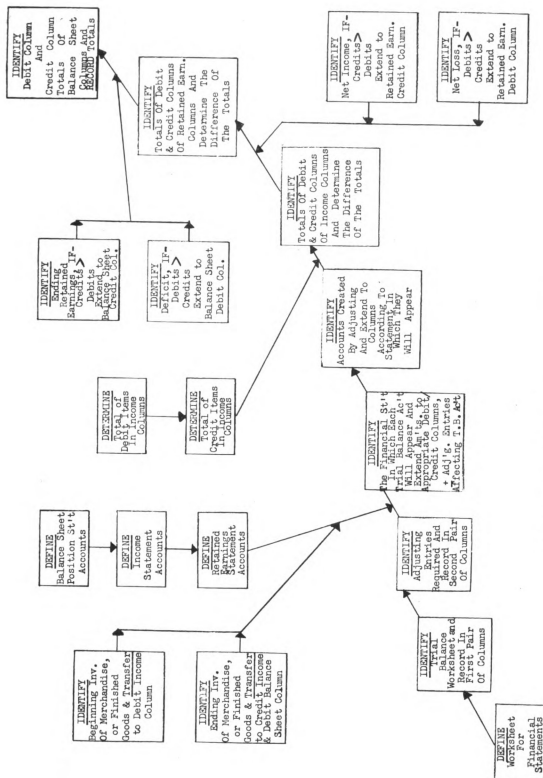 DEFINE
Worksheet
For
Financial
Statements
IDENTIFY
Trial
Balance
Worksheet and
Record In
First Pair
Of Columns
IDENTIFY
Adjusting
Entries
Required And
Record In
Second Pair
Of Columns
IDENTIFY
The Financial St't
In Which Each
Trial Balance Ac't
Will Appear And
Extend Am'ts. to
Appropriate Debit/
Credit Columns,
+ Adj'g. Entries
Affecting T.B. Ac't
IDENTIFY
Accounts Created
By Adjusting
And Extend To
Columns
According To
Statement In
Which They
Will Appear
IDENTIFY
Totals Of Debit
& Credit Columns
Of Income Columns
And Determine
The Difference
Of The Totals
IDENTIFY
Totals Of Debit
& Credit Columns
Of Retained Earn.
Columns And
Determine The
Difference Of
The Totals
IDENTIFY
Debit Column
And
Credit Column
Totals Of
Balance Sheet
Columns And
RECORD Totals
IDENTIFY
Beginning Inv.
Of Merchandise,
or Finished
Goods & Transfer
to Debit Income
Column
IDENTIFY
Ending Inv.
Of Merchandise,
or Finished
Goods & Transfer
to Credit Income
& Debit Balance
Sheet Column
DEFINE
Balance Sheet
Position St't
Accounts
DEFINE
Income
Statement
Accounts
DEFINE
Retained
Earnings
Statement
Accounts
DETERMINE
Total of
Debit Items
In Income
Columns
DETERMINE
Total of
Credit Items
In Income
Columns
IDENTIFY
Ending
Retained
Earnings, IF-
Credits >
Debits
Extend to
Balance Sheet
Credit Col.
IDENTIFY
Deficit, IF-
Debits >
Credits
Extend to
Balance Sheet
Debit Col.
IDENTIFY
Net Income, IF-
Credits >
Debits
Extend to
Retained Earn.
Credit Column
IDENTIFY
Net Loss, IF-
Debits >
Credits
Extend to
Retained Earn.
Debit Column